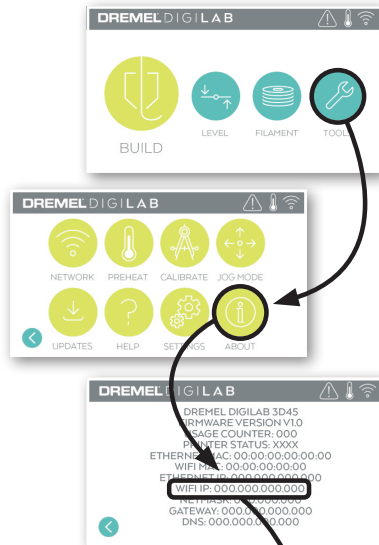 DREMEL DIGILAB
LEVEL
FILAMENT
TOOLS
BUILD
DREMEL DIGILAB
NETWORK
PREHEAT
CALIBRATE
JOG MODE
UPDATES
HELP
SETTINGS
ABOUT
DREMEL DIGILAB
DREMEL DIGILAB 3D45
FIRMWARE VERSION V1.0
USAGE COUNTER: 000
PRINTER STATUS: XXXX
ETHERNET MAC: 00:00:00:00:00:00
WIFI MAC: 00:00:00:00:00
ETHERNET IP: 000.000.000.000
WIFI IP: 000.000.000.000
NETMASK: 000.000.000.000
GATEWAY: 000.000.000.000
DNS: 000.000.000.000